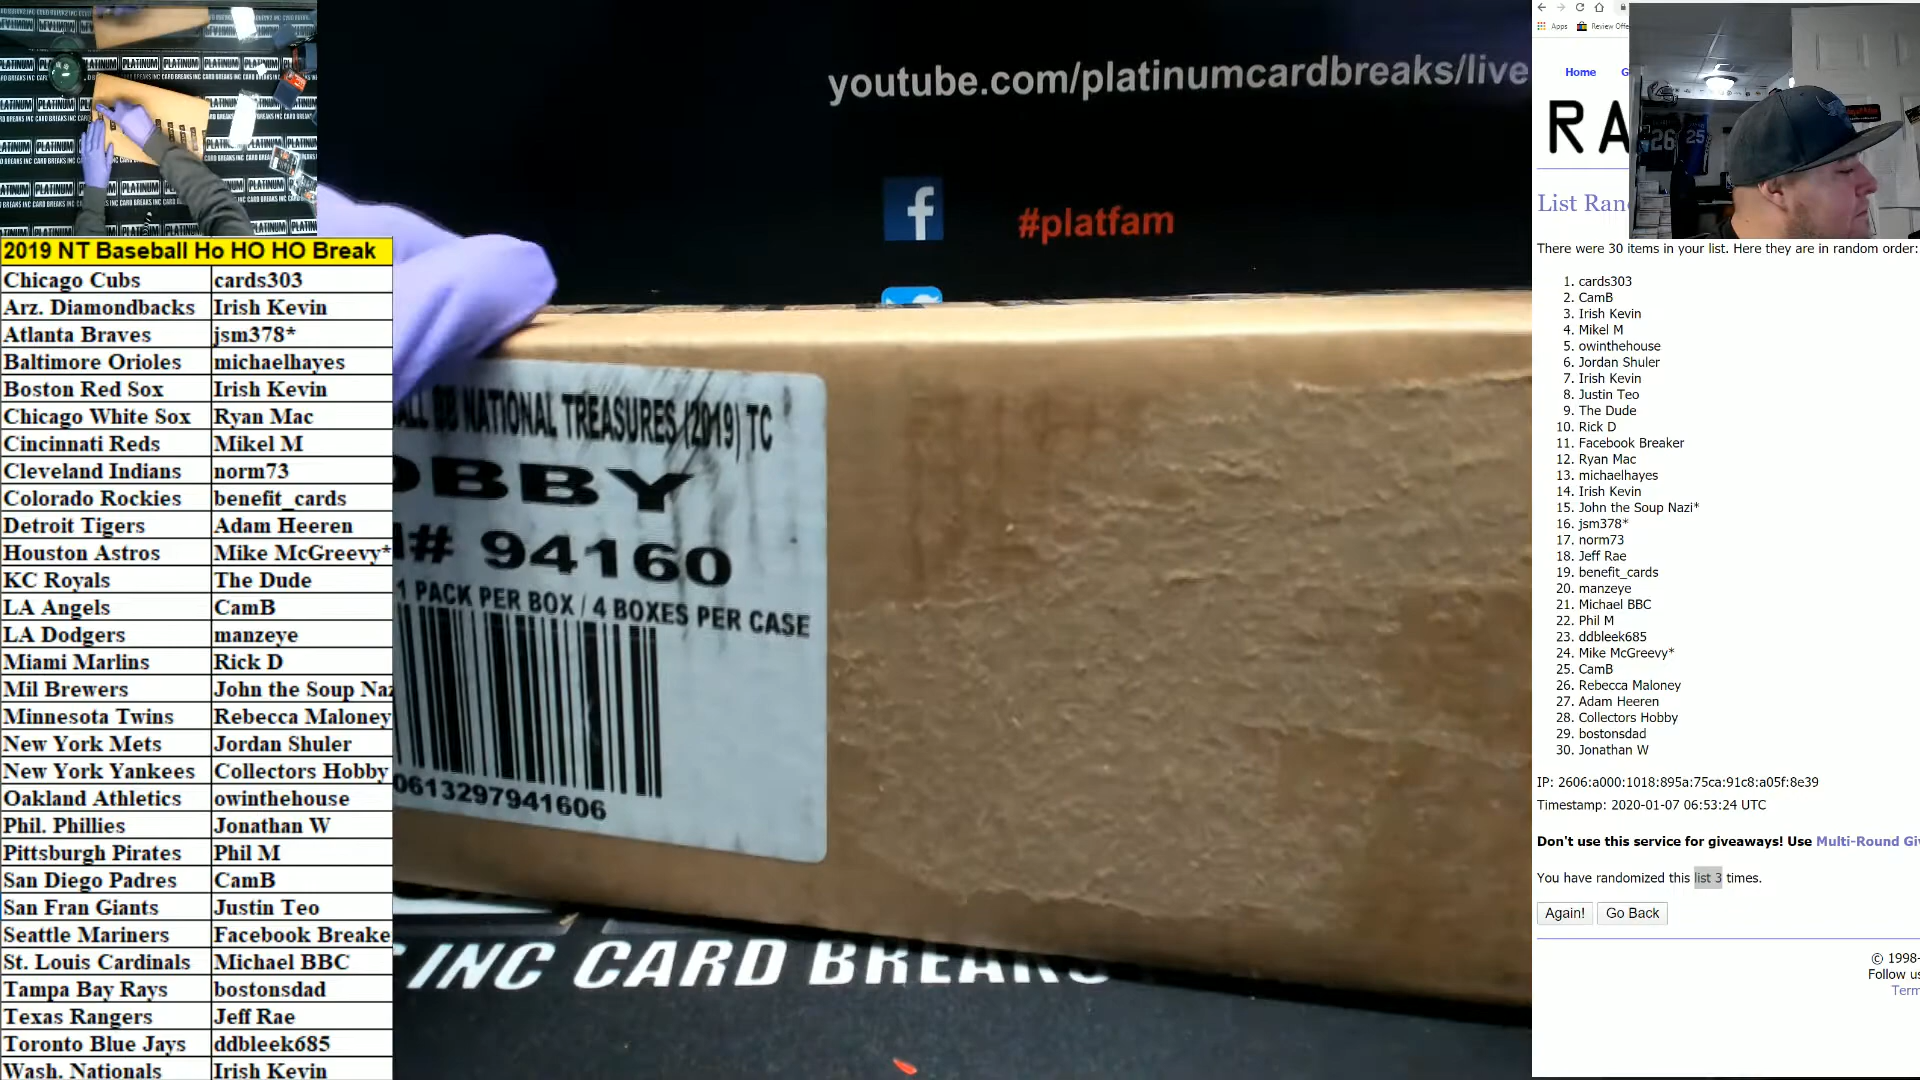 youtube.com/platinumcardbreaks/live
#platfam
2019 NT Baseball Ho HO HO Break
Chicago Cubs cards303
Arz. Diamondbacks Irish Kevin
Atlanta Braves jsm378*
Baltimore Orioles michaelhayes
Boston Red Sox Irish Kevin
Chicago White Sox Ryan Mac
Cincinnati Reds Mikel M
Cleveland Indians norm73
Colorado Rockies benefit_cards
Detroit Tigers Adam Heeren
Houston Astros Mike McGreevy*
KC Royals The Dude
LA Angels CamB
LA Dodgers manzeye
Miami Marlins Rick D
Mil Brewers John the Soup Naz
Minnesota Twins Rebecca Maloney
New York Mets Jordan Shuler
New York Yankees Collectors Hobby
Oakland Athletics owinthehouse
Phil. Phillies Jonathan W
Pittsburgh Pirates Phil M
San Diego Padres CamB
San Fran Giants Justin Teo
Seattle Mariners Facebook Breake
St. Louis Cardinals Michael BBC
Tampa Bay Rays bostonsdad
Texas Rangers Jeff Rae
Toronto Blue Jays ddbleek685
Wash. Nationals Irish Kevin
BB NATIONAL TREASURES (2019) TC
OBBY
# 94160
1 PACK PER BOX / 4 BOXES PER CASE
0613297941606
INC CARD BREAKS
Apps Review Offe
Home G
RA
26 25
List Ran
There were 30 items in your list. Here they are in random order:
1. cards303
2. CamB
3. Irish Kevin
4. Mikel M
5. owinthehouse
6. Jordan Shuler
7. Irish Kevin
8. Justin Teo
9. The Dude
10. Rick D
11. Facebook Breaker
12. Ryan Mac
13. michaelhayes
14. Irish Kevin
15. John the Soup Nazi*
16. jsm378*
17. norm73
18. Jeff Rae
19. benefit_cards
20. manzeye
21. Michael BBC
22. Phil M
23. ddbleek685
24. Mike McGreevy*
25. CamB
26. Rebecca Maloney
27. Adam Heeren
28. Collectors Hobby
29. bostonsdad
30. Jonathan W
IP: 2606:a000:1018:895a:75ca:91c8:a05f:8e39
Timestamp: 2020-01-07 06:53:24 UTC
Don't use this service for giveaways! Use Multi-Round Giv
You have randomized this list 3 times.
Again! Go Back
© 1998-
Follow us
Term